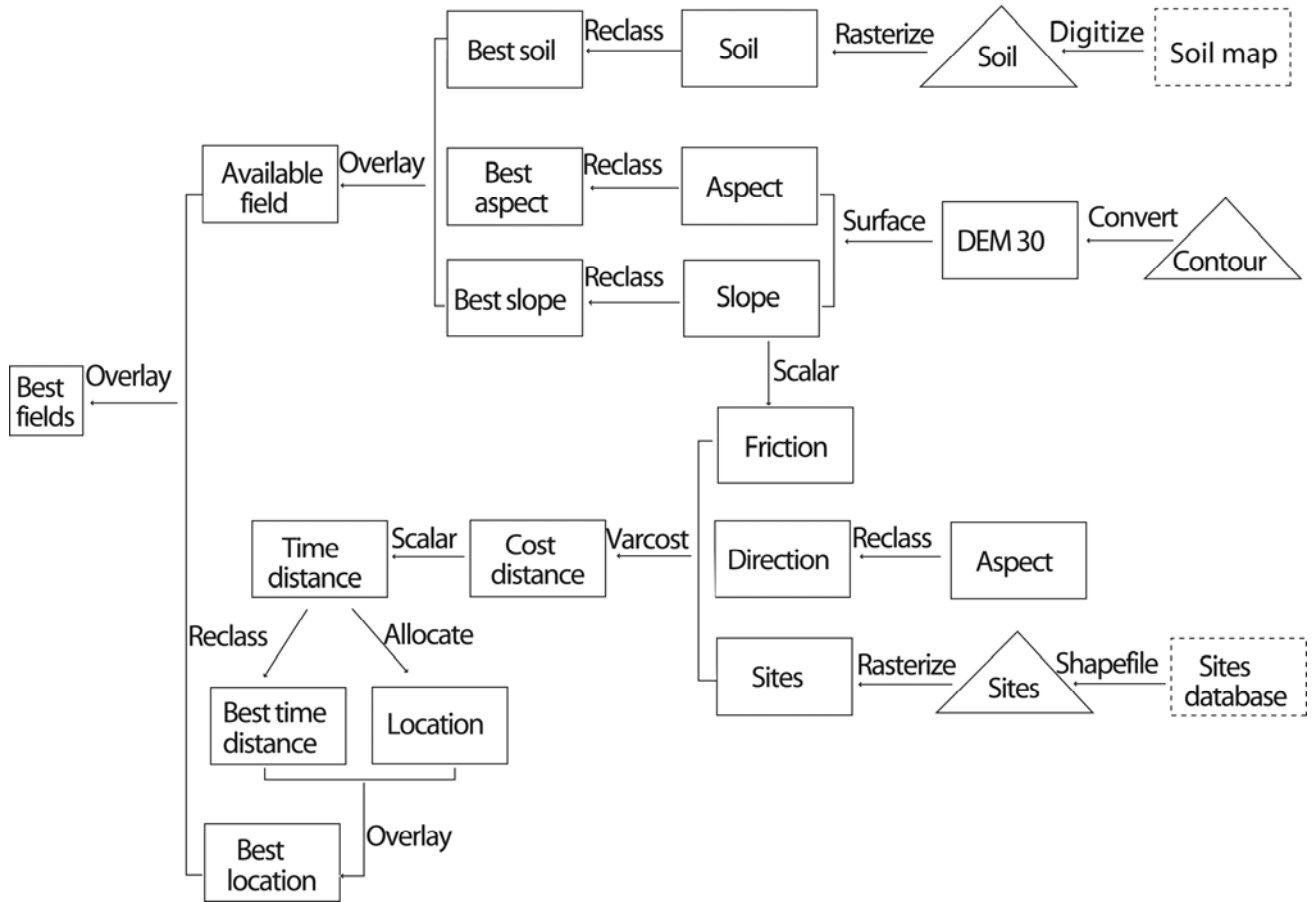 Best soil
Reclass
Soil
Rasterize
Soil
Digitize
Soil map
Available
field
Overlay
Best
aspect
Reclass
Aspect
Surface
DEM 30
Convert
Contour
Best slope
Reclass
Slope
Scalar
Best
fields
Overlay
Friction
Time
distance
Scalar
Cost
distance
Varcost
Direction
Reclass
Aspect
Reclass
Allocate
Sites
Rasterize
Sites
Shapefile
Sites
database
Best time
distance
Location
Overlay
Best
location